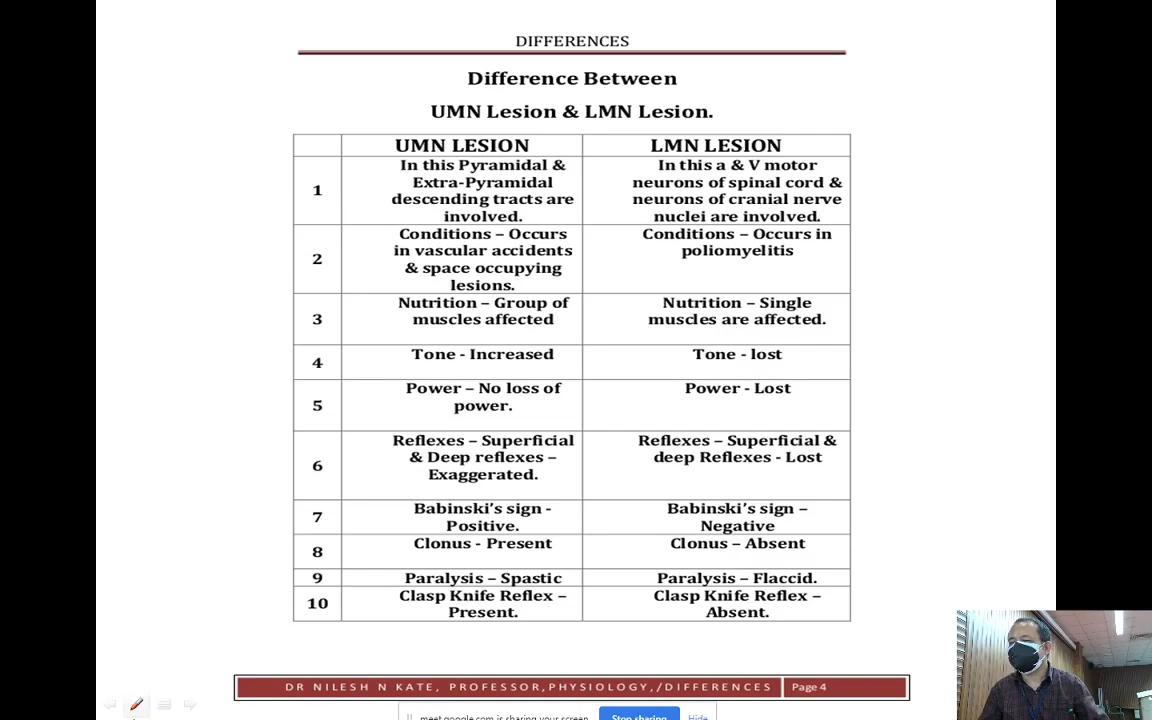 DIFFERENCES
Difference Between
UMN Lesion & LMN Lesion.
UMN LESION
LMN LESION
1
In this Pyramidal &
Extra-Pyramidal
descending tracts are
involved.
In this a & V motor
neurons of spinal cord &
neurons of cranial nerve
nuclei are involved.
2
Conditions – Occurs
in vascular accidents
& space occupying
lesions.
Conditions – Occurs in
poliomyelitis
3
Nutrition – Group of
muscles affected
Nutrition – Single
muscles are affected.
4
Tone - Increased
Tone - lost
5
Power – No loss of
power.
Power - Lost
6
Reflexes – Superficial
& Deep reflexes –
Exaggerated.
Reflexes – Superficial &
deep Reflexes - Lost
7
Babinski's sign -
Positive.
Babinski's sign –
Negative
8
Clonus - Present
Clonus – Absent
9
Paralysis – Spastic
Paralysis – Flaccid.
10
Clasp Knife Reflex –
Present.
Clasp Knife Reflex –
Absent.
DR NILESH N KATE, PROFESSOR,PHYSIOLOGY,/DIFFERENCES
Page 4
meet.google.com is sharing your screen.
Stop sharing
Hide